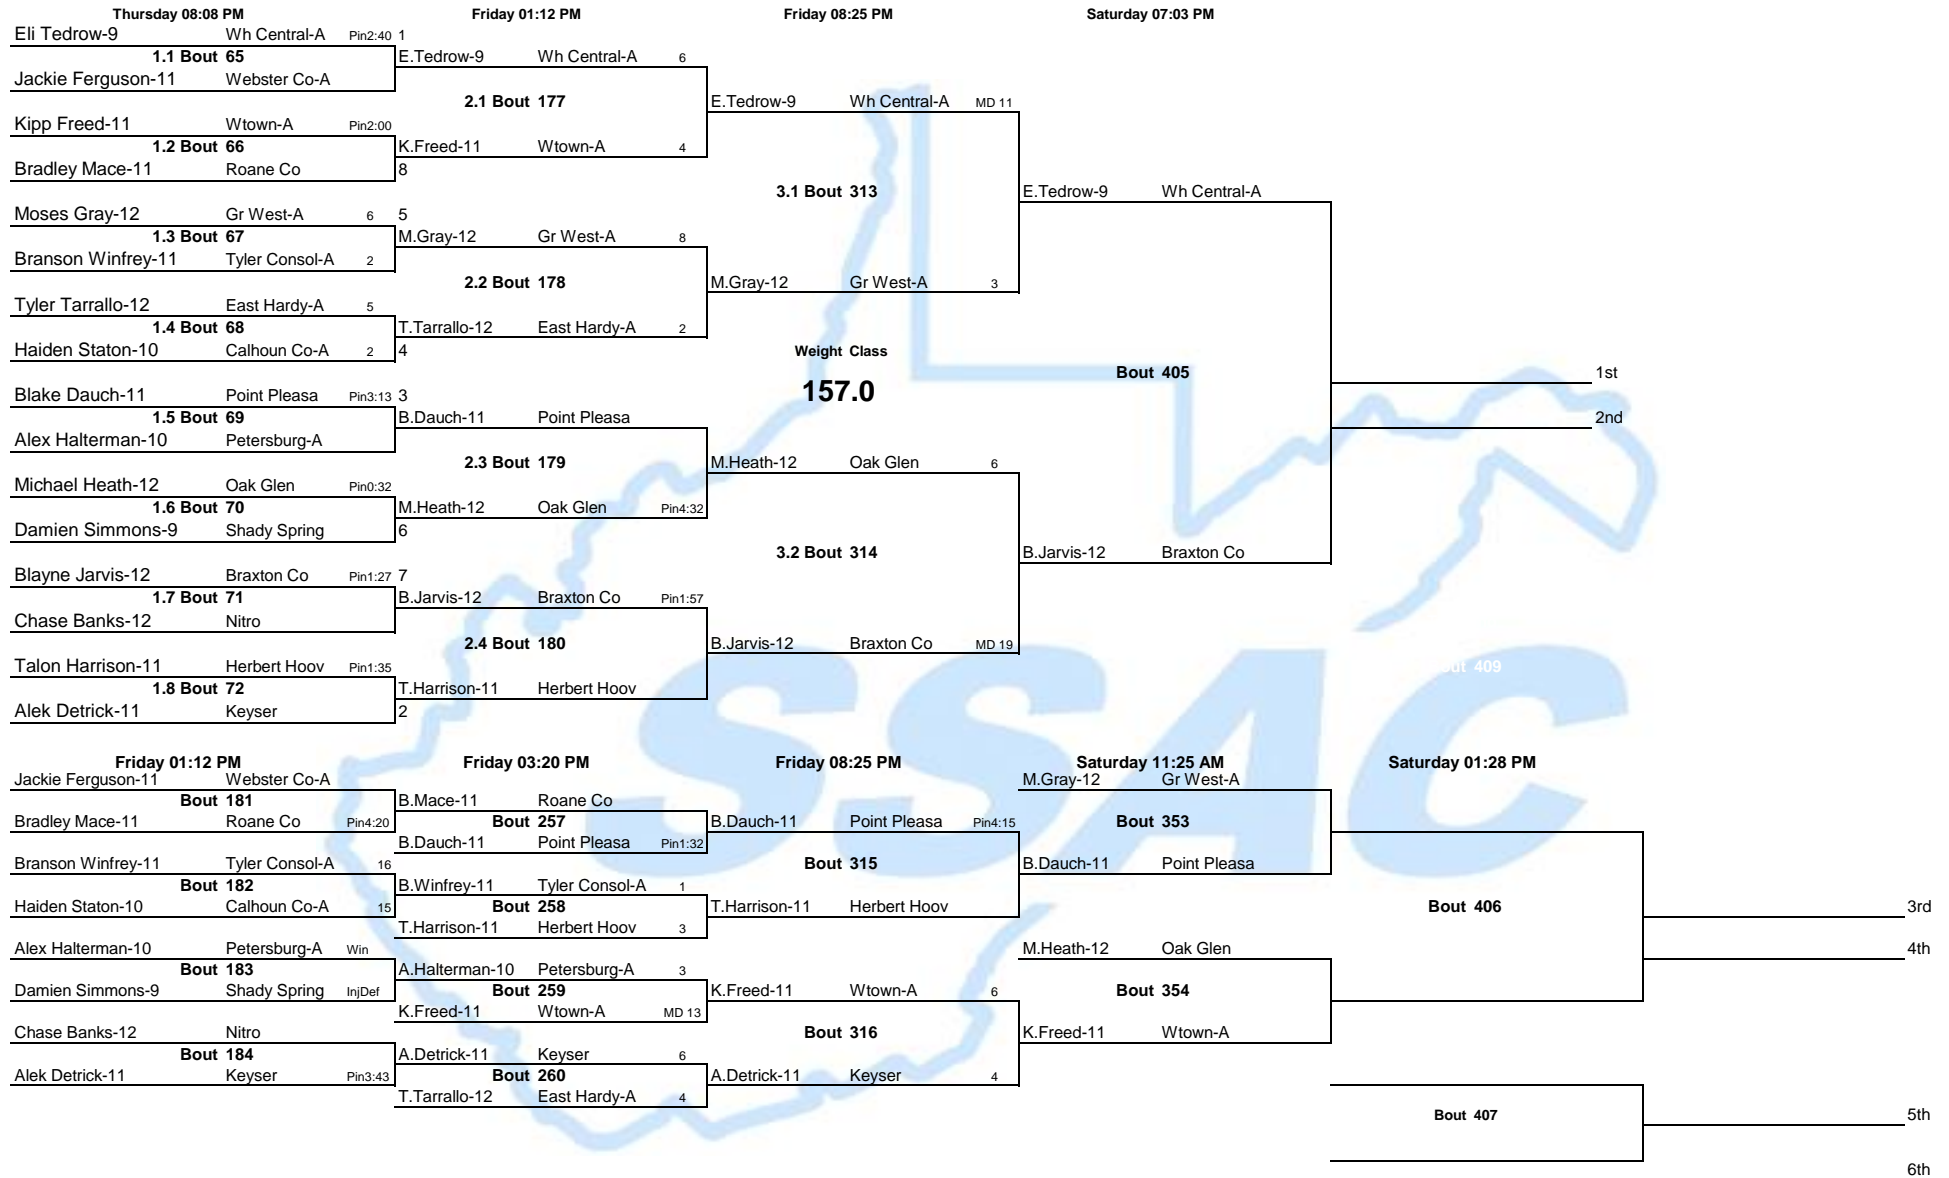 Thursday 08:08 PM Friday 01:12 PM Friday 08:25 PM Saturday 07:03 PM
Eli Tedrow-9 Wh Central-A Pin2:40 1
1.1 Bout 65 E.Tedrow-9 Wh Central-A 6
Jackie Ferguson-11 Webster Co-A
2.1 Bout 177 E.Tedrow-9 Wh Central-A MD 11
Kipp Freed-11 Wtown-A Pin2:00
1.2 Bout 66 K.Freed-11 Wtown-A 4
Bradley Mace-11 Roane Co 8
3.1 Bout 313 E.Tedrow-9 Wh Central-A
Moses Gray-12 Gr West-A 6 5
1.3 Bout 67 M.Gray-12 Gr West-A 8
Branson Winfrey-11 Tyler Consol-A 2
2.2 Bout 178 M.Gray-12 Gr West-A 3
Tyler Tarrallo-12 East Hardy-A 5
1.4 Bout 68 T.Tarrallo-12 East Hardy-A 2
Haiden Staton-10 Calhoun Co-A 2 4 Weight Class
Bout 405 1st
Blake Dauch-11 Point Pleasa Pin3:13 3 157.0
1.5 Bout 69 B.Dauch-11 Point Pleasa 2nd
Alex Halterman-10 Petersburg-A
2.3 Bout 179 M.Heath-12 Oak Glen 6
Michael Heath-12 Oak Glen Pin0:32
1.6 Bout 70 M.Heath-12 Oak Glen Pin4:32
Damien Simmons-9 Shady Spring 6
3.2 Bout 314 B.Jarvis-12 Braxton Co
Blayne Jarvis-12 Braxton Co Pin1:27 7
1.7 Bout 71 B.Jarvis-12 Braxton Co Pin1:57
Chase Banks-12 Nitro
2.4 Bout 180 B.Jarvis-12 Braxton Co MD 19
Talon Harrison-11 Herbert Hoov Pin1:35 409
1.8 Bout 72 T.Harrison-11 Herbert Hoov
Alek Detrick-11 Keyser 2
SSAC
Friday 01:12 PM Friday 03:20 PM Friday 08:25 PM Saturday 11:25 AM Saturday 01:28 PM
Jackie Ferguson-11 Webster Co-A M.Gray-12 Gr West-A
Bout 181 B.Mace-11 Roane Co
Bradley Mace-11 Roane Co Pin4:20 Bout 257 B.Dauch-11 Point Pleasa Pin4:15 Bout 353
B.Dauch-11 Point Pleasa Pin1:32
Branson Winfrey-11 Tyler Consol-A 16 Bout 315 B.Dauch-11 Point Pleasa
Bout 182 B.Winfrey-11 Tyler Consol-A 1
Haiden Staton-10 Calhoun Co-A 15 Bout 258 T.Harrison-11 Herbert Hoov Bout 406 3rd
T.Harrison-11 Herbert Hoov 3
Alex Halterman-10 Petersburg-A Win M.Heath-12 Oak Glen 4th
Bout 183 A.Halterman-10 Petersburg-A 3
Damien Simmons-9 Shady Spring InjDef Bout 259 K.Freed-11 Wtown-A 6 Bout 354
K.Freed-11 Wtown-A MD 13
Chase Banks-12 Nitro Bout 316 K.Freed-11 Wtown-A
Bout 184 A.Detrick-11 Keyser 6
Alek Detrick-11 Keyser Pin3:43 Bout 260 A.Detrick-11 Keyser 4
T.Tarrallo-12 East Hardy-A 4
Bout 407 5th
6th